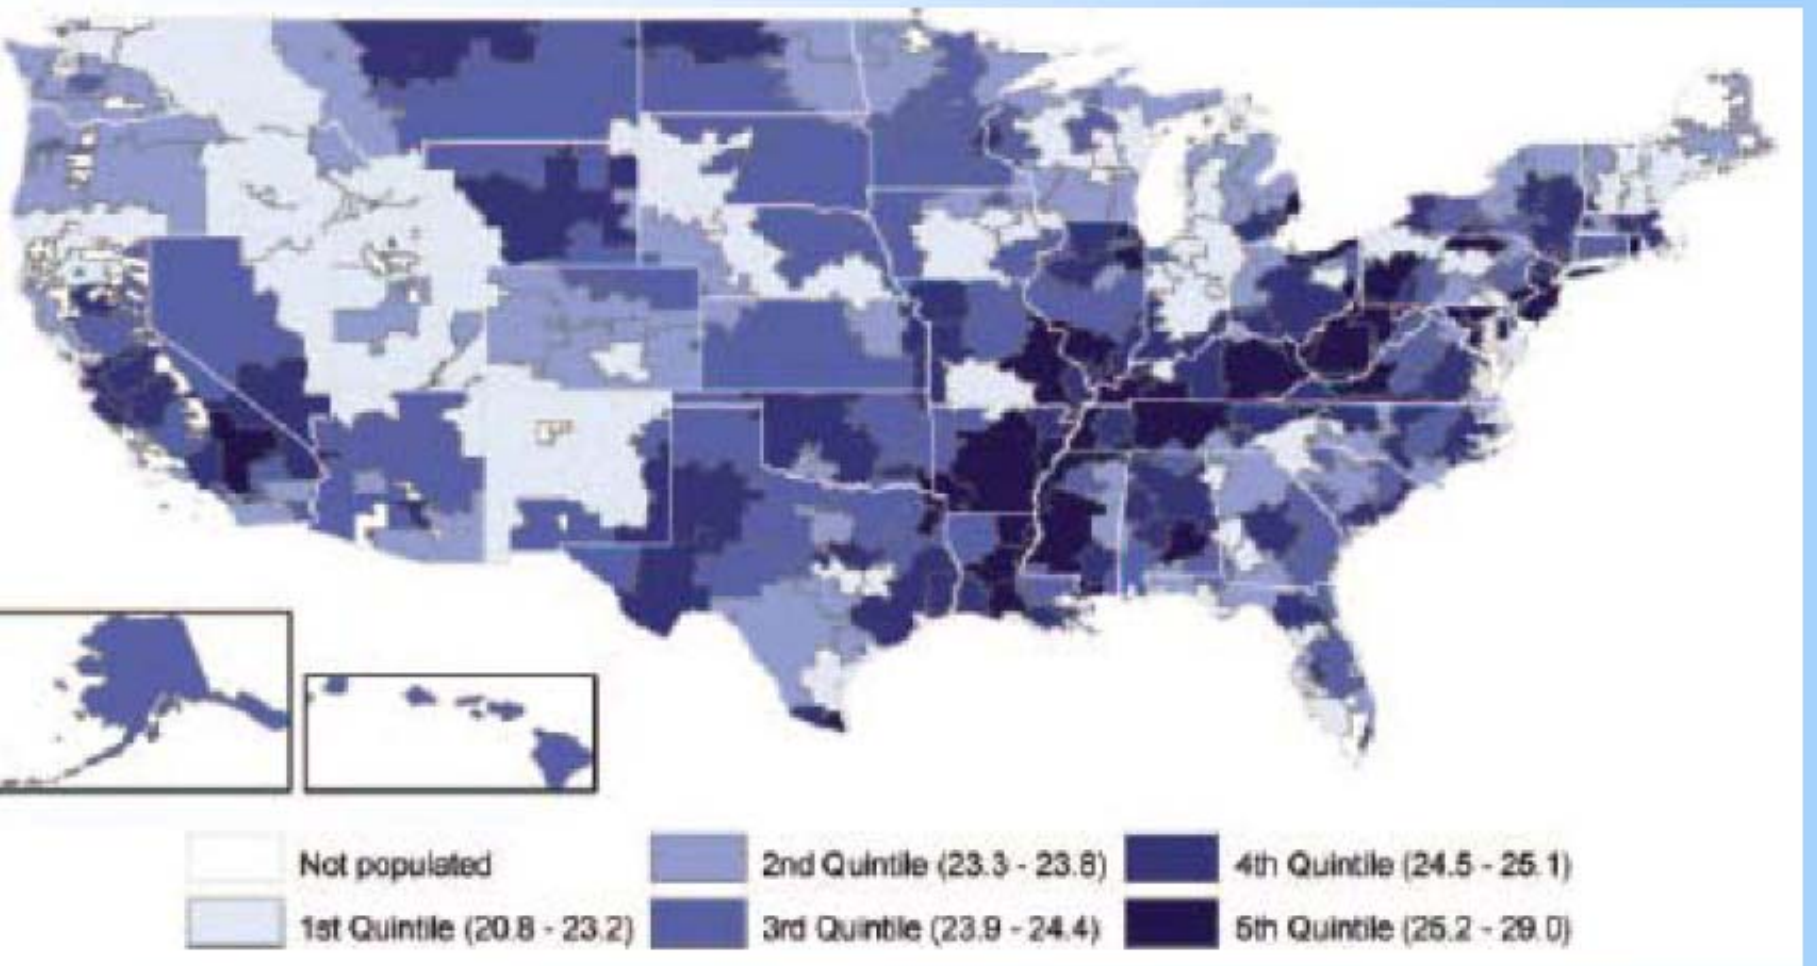 Not populated
2nd Quintile (23.3 - 23.8)
4th Quintile (24.5 - 25.1)
1st Quintile (20.8 - 23.2)
3rd Quintile (23.9 - 24.4)
5th Quintile (25.2 - 29.0)